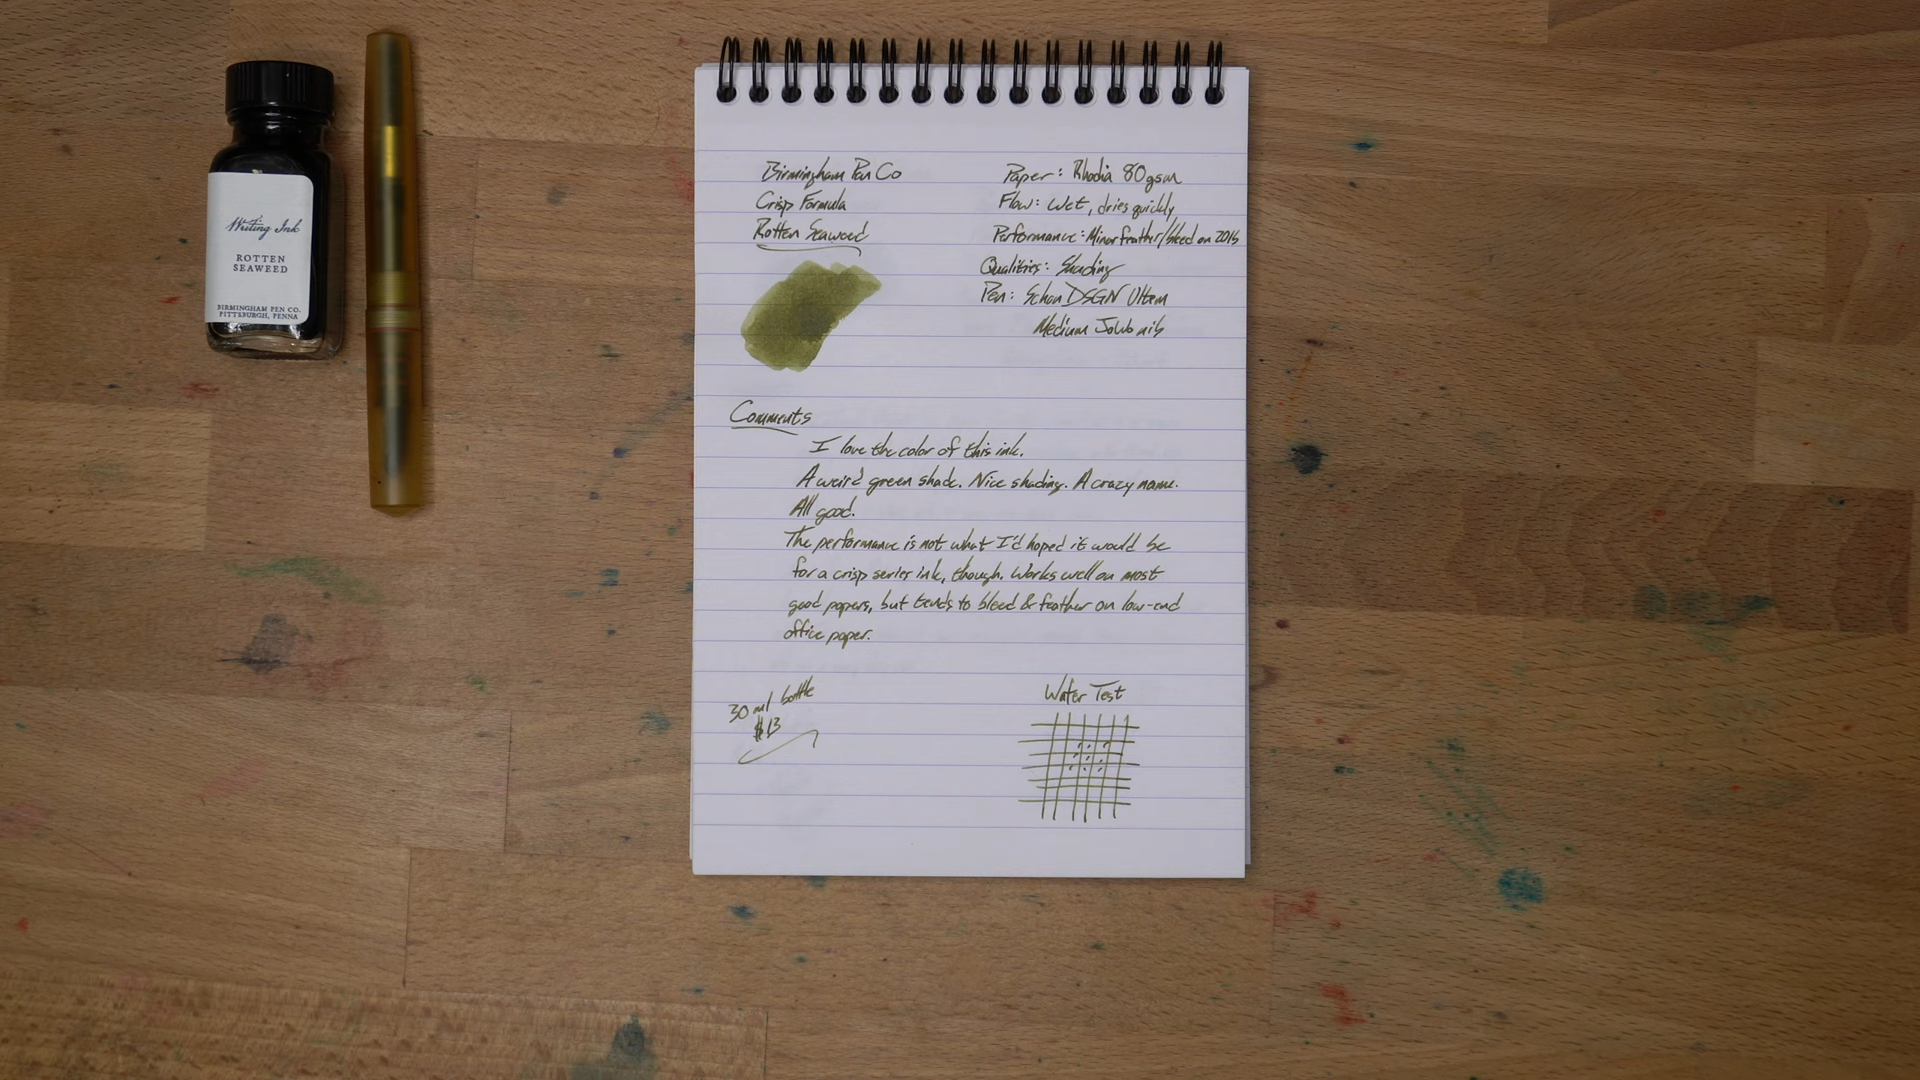 Writing Ink
ROTTEN
SEAWEED
BIRMINGHAM PEN CO.
PITTSBURGH, PENNA
Birmingham Pen Co
Crisp Formula
Rotten Seaweed
Paper: Rhodia 80gsm
Flow: Wet, dries quickly
Performance: Minor feather/bleed on 20lb
Qualities: Shading
Pen: Schon DSGN Ultem
Medium JoWo nib
Comments
I love the color of this ink.
A weird green shade. Nice shading. A crazy name.
All good.
The performance is not what I'd hoped it would be
for a crisp series ink, though. Works well on most
good papers, but tends to bleed & feather on low-end
office paper.
30 ml bottle
$13
Water Test